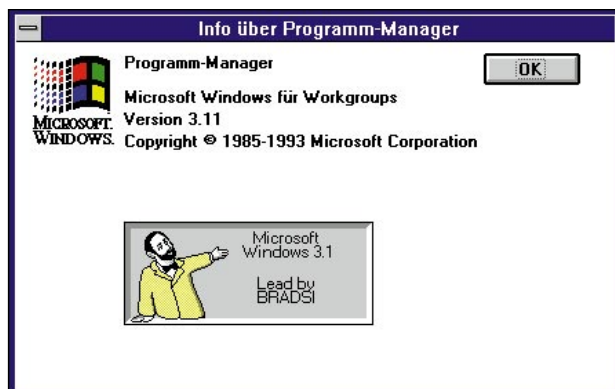 Info über Programm-Manager
Programm-Manager
OK
Microsoft Windows für Workgroups
Version 3.11
Copyright © 1985-1993 Microsoft Corporation
MICROSOFT.
WINDOWS.
Microsoft
Windows 3.1
Lead by
BRADSI